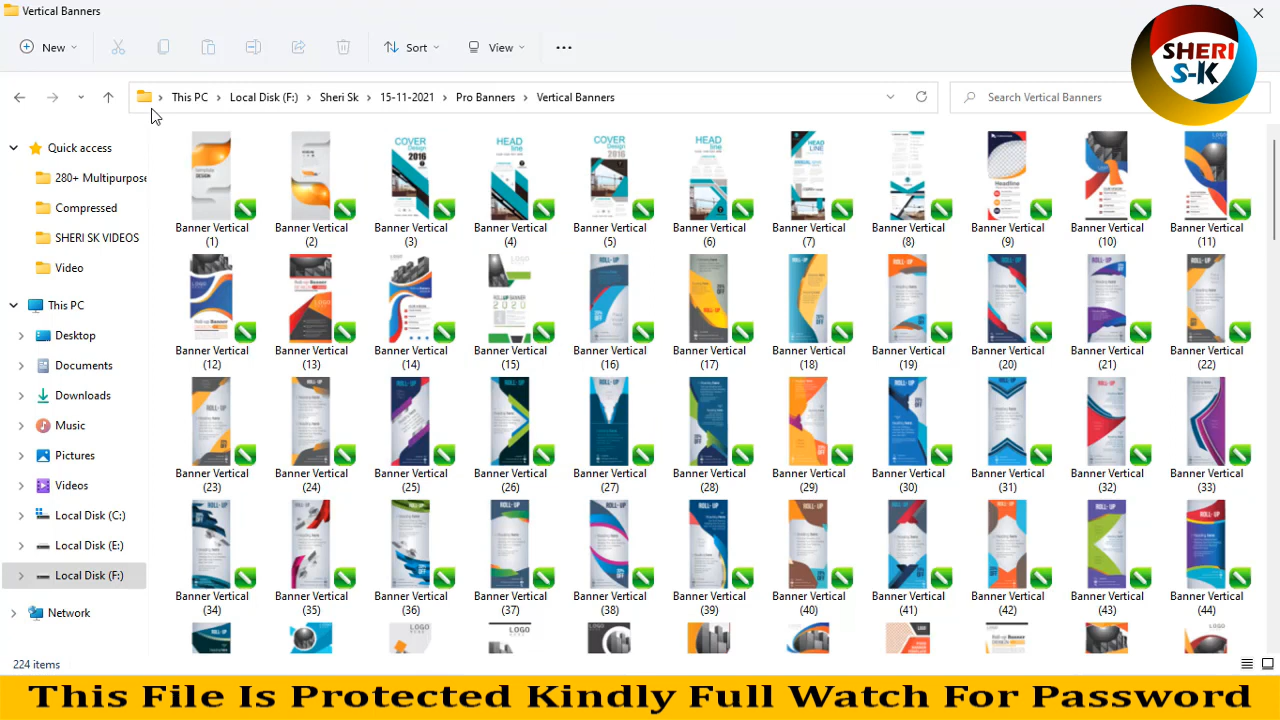 Vertical Banners
New
Sort
View
SHERI
S-K
This PC
Local Disk (F:)
Sheri Sk
15-11-2021
Pro Banners
Vertical Banners
Search Vertical Banners
Quick access
280+ Multipurpose
Compressed
SHERI SK VIDEOS
Video
This PC
Desktop
Documents
Downloads
Music
Pictures
Videos
Local Disk (C:)
Local Disk (E:)
Local Disk (F:)
Network
Banner Vertical (1)
Banner Vertical (2)
Banner Vertical (3)
Banner Vertical (4)
Banner Vertical (5)
Banner Vertical (6)
Banner Vertical (7)
Banner Vertical (8)
Banner Vertical (9)
Banner Vertical (10)
Banner Vertical (11)
Banner Vertical (12)
Banner Vertical (13)
Banner Vertical (14)
Banner Vertical (15)
Banner Vertical (16)
Banner Vertical (17)
Banner Vertical (18)
Banner Vertical (19)
Banner Vertical (20)
Banner Vertical (21)
Banner Vertical (22)
Banner Vertical (23)
Banner Vertical (24)
Banner Vertical (25)
Banner Vertical (26)
Banner Vertical (27)
Banner Vertical (28)
Banner Vertical (29)
Banner Vertical (30)
Banner Vertical (31)
Banner Vertical (32)
Banner Vertical (33)
Banner Vertical (34)
Banner Vertical (35)
Banner Vertical (36)
Banner Vertical (37)
Banner Vertical (38)
Banner Vertical (39)
Banner Vertical (40)
Banner Vertical (41)
Banner Vertical (42)
Banner Vertical (43)
Banner Vertical (44)
224 items
This File Is Protected Kindly Full Watch For Password